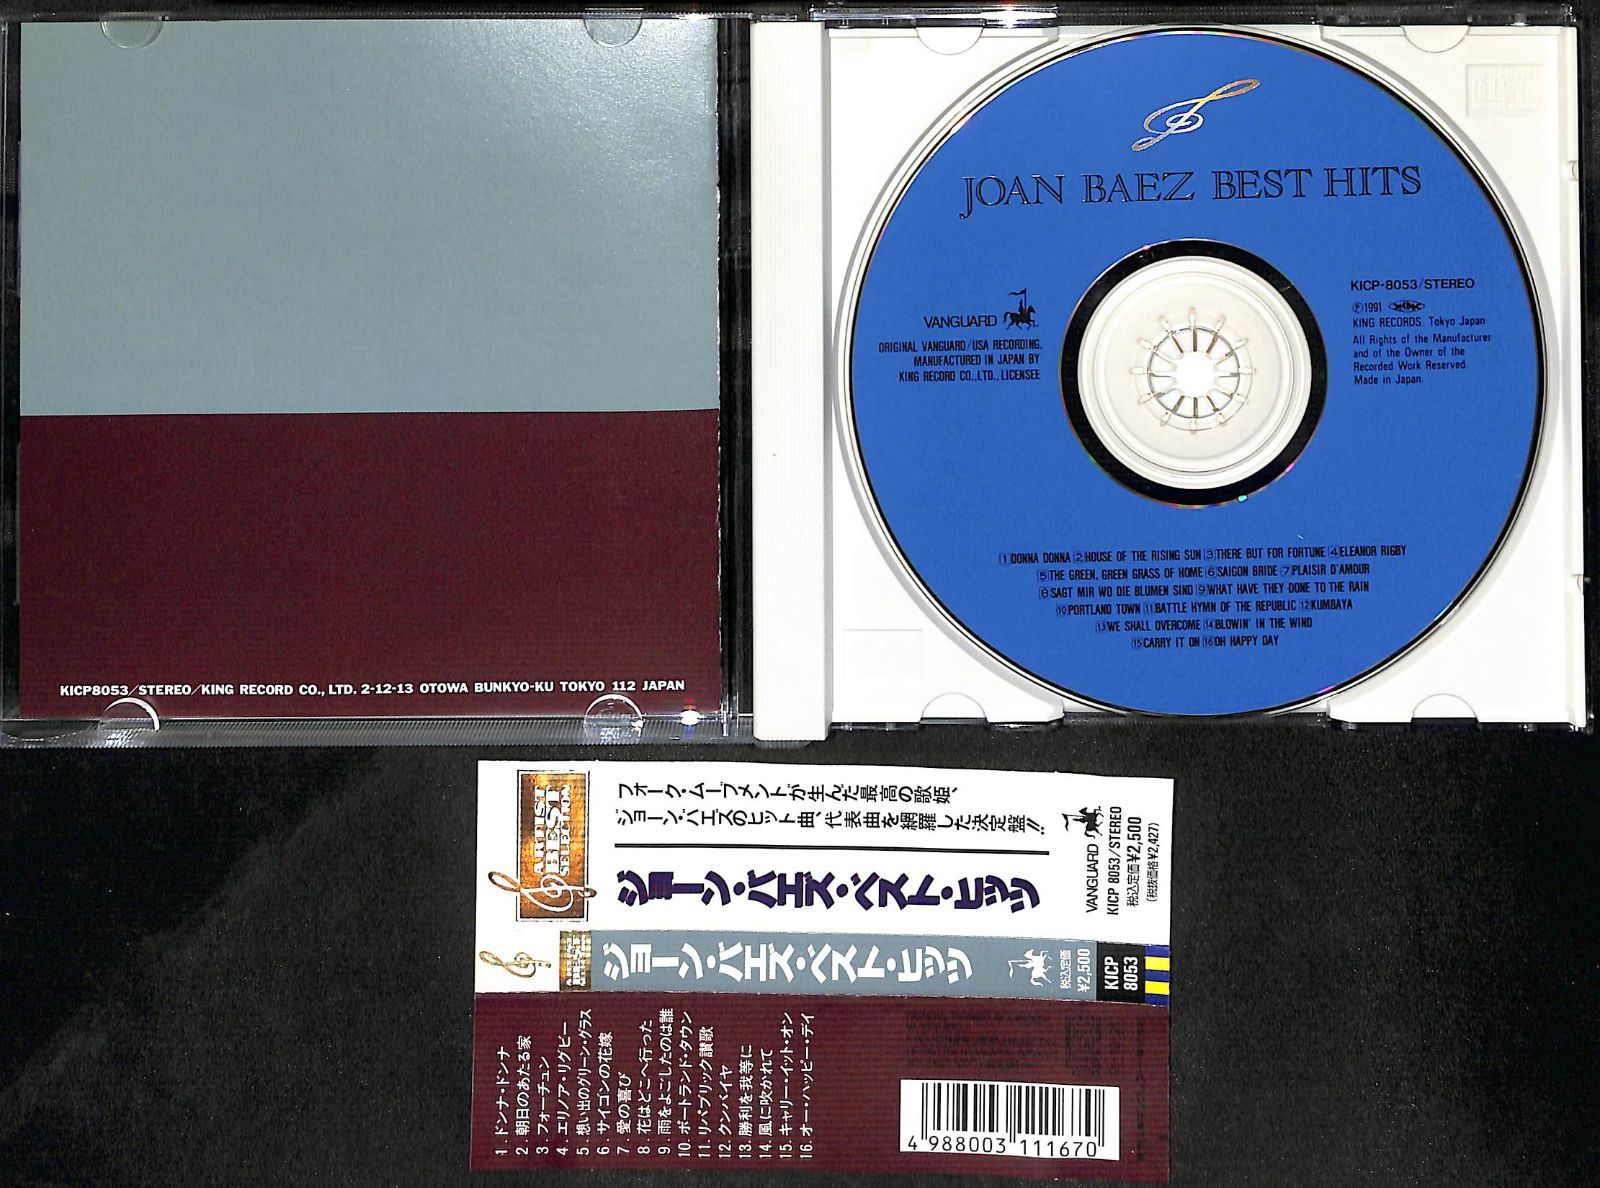 KICP8053/STEREO/KING RECORD CO., LTD. 2-12-13 OTOWA BUNKYO-KU TOKYO 112 JAPAN
JOAN BAEZ BEST HITS
VANGUARD
ORIGINAL VANGUARD/USA RECORDING.
MANUFACTURED IN JAPAN BY
KING RECORD CO.,LTD., LICENSEE
KICP-8053/STEREO
Ⓟ1991 KING
KING RECORDS. Tokyo Japan
All Rights of the Manufacturer
and of the Owner of the
Recorded Work Reserved.
Made in Japan.
1 DONNA DONNA 2 HOUSE OF THE RISING SUN 3 THERE BUT FOR FORTUNE 4 ELEANOR RIGBY
5 THE GREEN, GREEN GRASS OF HOME 6 SAIGON BRIDE 7 PLAISIR D'AMOUR
8 SAGT MIR WO DIE BLUMEN SIND 9 WHAT HAVE THEY DONE TO THE RAIN
10 PORTLAND TOWN 11 BATTLE HYMN OF THE REPUBLIC 12 KUMBAYA
13 WE SHALL OVERCOME 14 BLOWIN' IN THE WIND
15 CARRY IT ON 16 OH HAPPY DAY
ARTIST
BEST
SELECTION
フォーク・ムーブメントが生んだ最高の歌姫、
ジョーン・バエズのヒット曲、代表曲を網羅した決定盤!!
ジョーン・バエズ・ベスト・ヒッツ
VANGUARD
KICP 8053/STEREO
税込定価¥2,500
(税抜価格¥2,427)
ジョーン・バエズ・ベスト・ヒッツ
税込定価
¥2,500
KICP
8053
1. ドンナ・ドンナ
2. 朝日のあたる家
3. フォーチュン
4. エリノア・リグビー
5. 想い出のグリーン・グラス
6. サイゴンの花嫁
7. 愛の喜び
8. 花はどこへ行った
9. 雨をよごしたのは誰
10. ポートランド・タウン
11. リパブリック讃歌
12. クンバイヤ
13. 勝利を我等に
14. 風に吹かれて
15. キャリー・イット・オン
16. オー・ハッピー・デイ
4 988003 111670